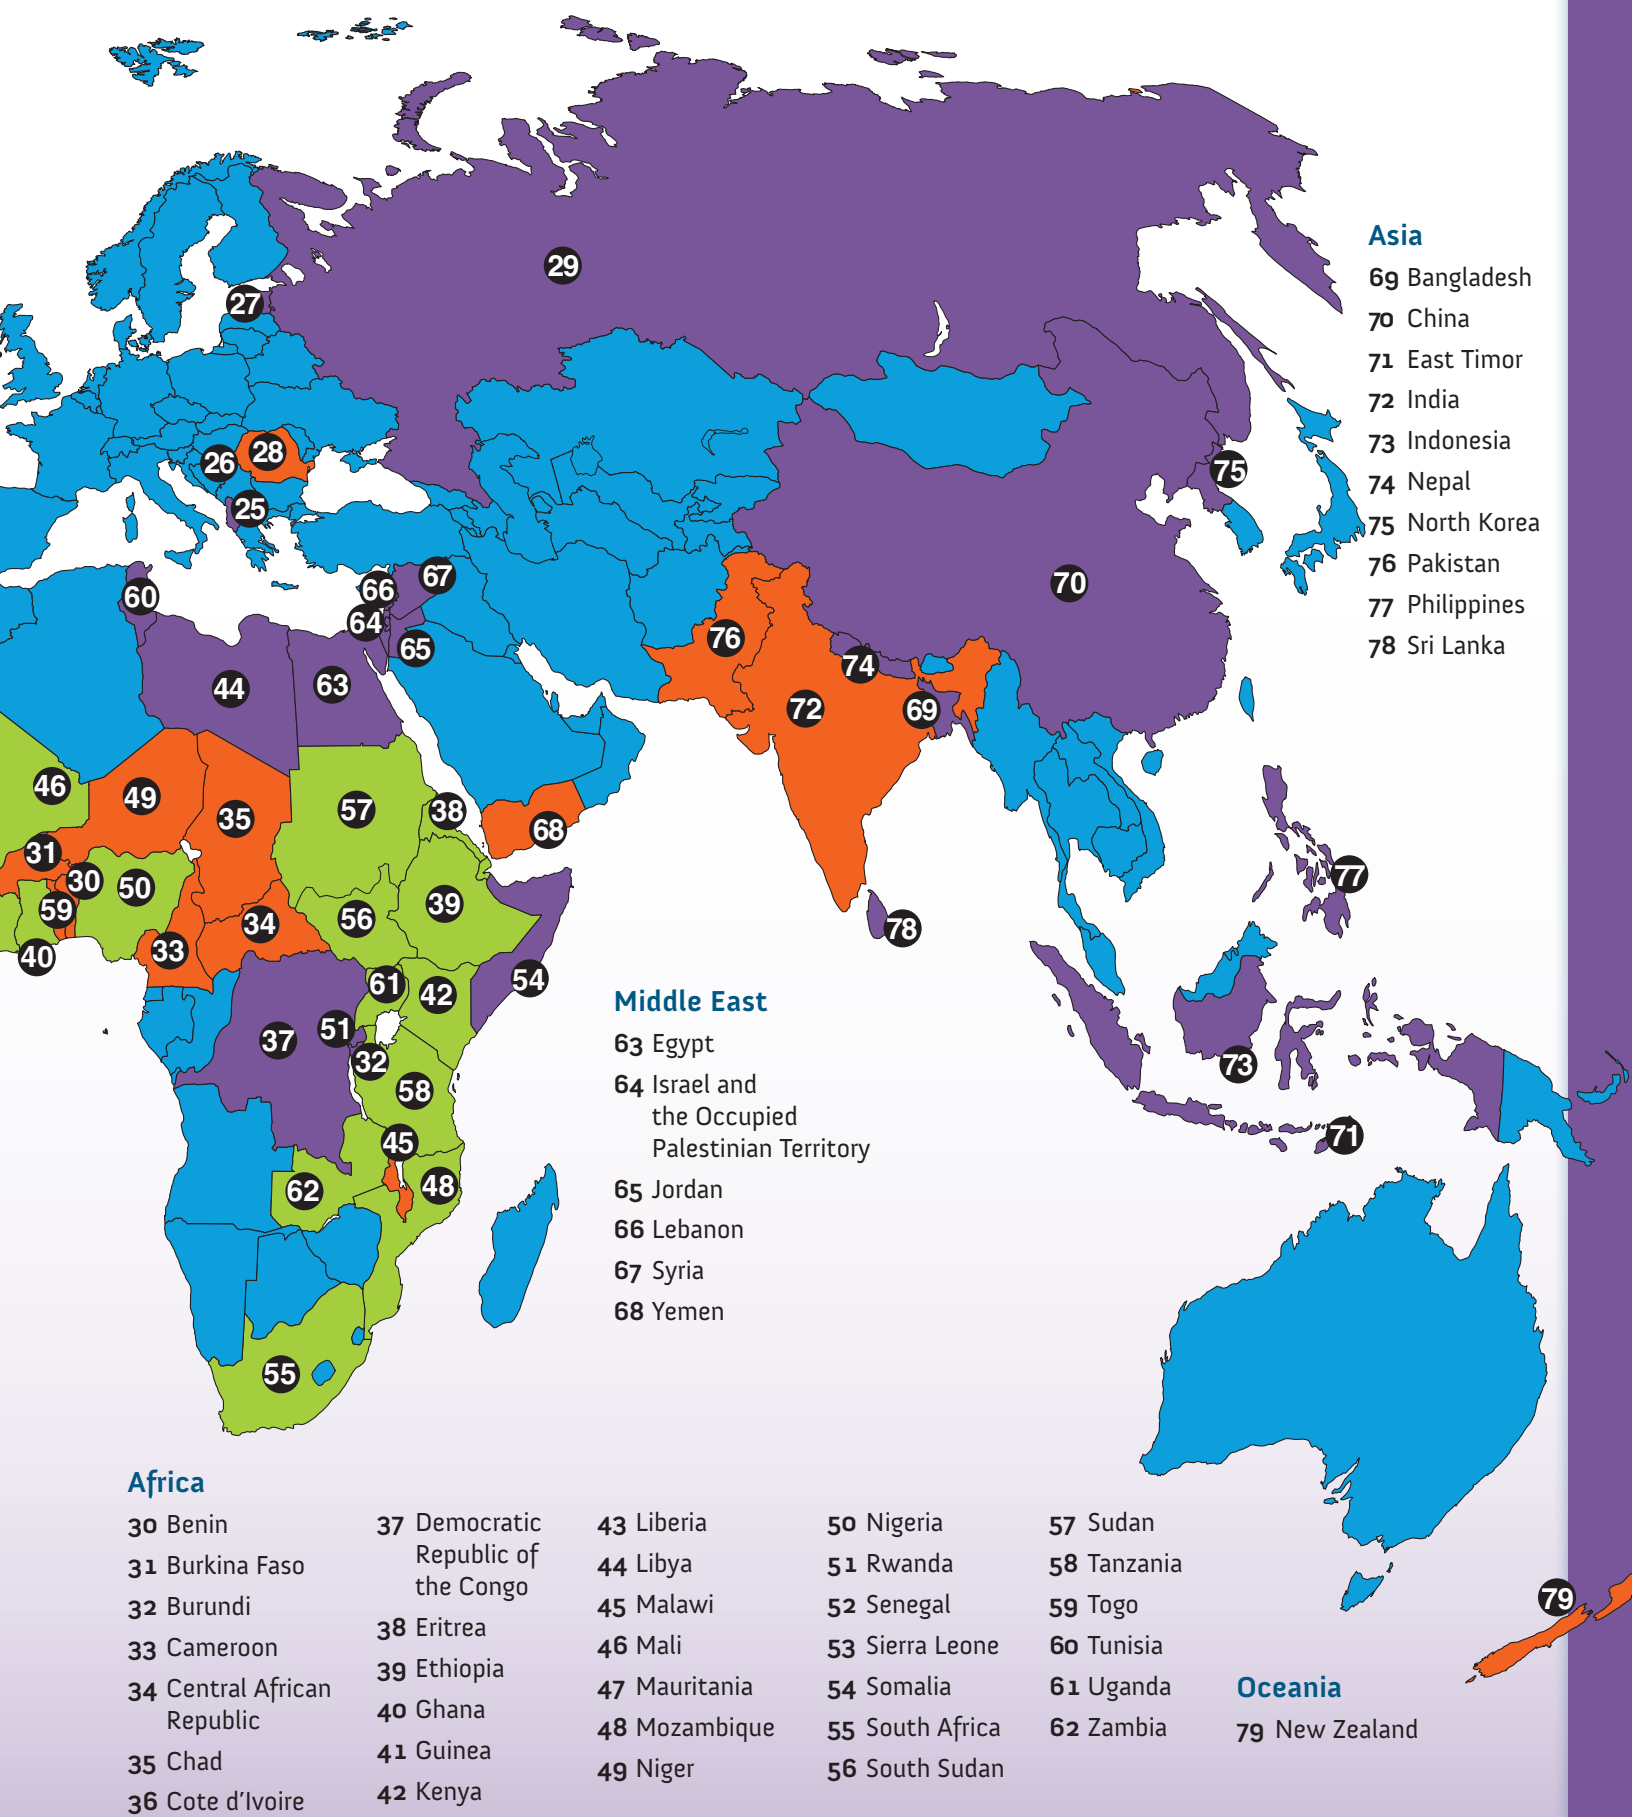 29
27
28
26
25
75
67
66
60
64
65
70
76
74
44
63
72
69
46
49
35
57
38
68
31
30
50
59
39
77
56
34
78
33
40
61
42
54
51
37
32
73
58
45
71
62
48
55
79
Asia
69 Bangladesh
70 China
71 East Timor
72 India
73 Indonesia
74 Nepal
75 North Korea
76 Pakistan
77 Philippines
78 Sri Lanka
Middle East
63 Egypt
64 Israel and
the Occupied
Palestinian Territory
65 Jordan
66 Lebanon
67 Syria
68 Yemen
Africa
30 Benin
31 Burkina Faso
32 Burundi
33 Cameroon
34 Central African
Republic
35 Chad
36 Cote d'Ivoire
37 Democratic
Republic of
the Congo
38 Eritrea
39 Ethiopia
40 Ghana
41 Guinea
42 Kenya
43 Liberia
44 Libya
45 Malawi
46 Mali
47 Mauritania
48 Mozambique
49 Niger
50 Nigeria
51 Rwanda
52 Senegal
53 Sierra Leone
54 Somalia
55 South Africa
56 South Sudan
57 Sudan
58 Tanzania
59 Togo
60 Tunisia
61 Uganda
62 Zambia
Oceania
79 New Zealand